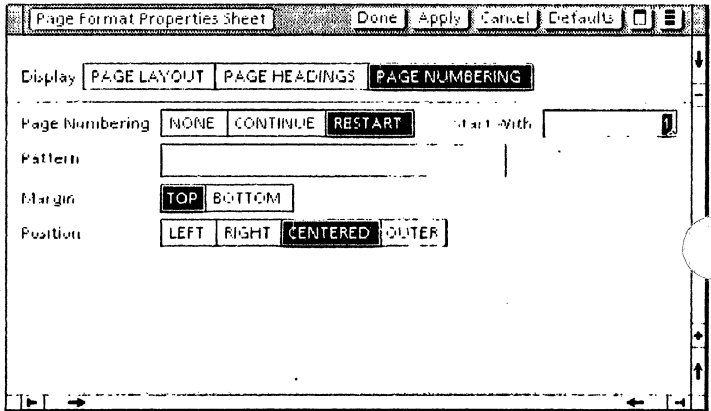 Page Format Properties Sheet Done Apply Cancel Defaults
Display PAGE LAYOUT PAGE HEADINGS PAGE NUMBERING
Page Numbering NONE CONTINUE RESTART Start With 1
Pattern
Margin TOP BOTTOM
Position LEFT RIGHT CENTERED OUTER